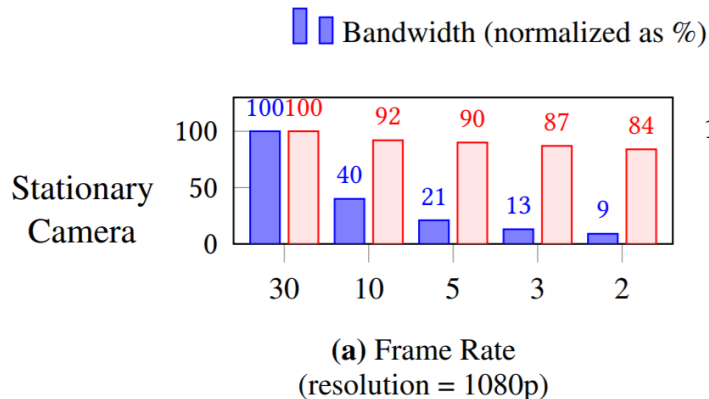 Bandwidth (normalized as %)
100 100 92 90 87 84
40 21 13 9
100
50
0
Stationary
Camera
30 10 5 3 2
(a) Frame Rate
(resolution = 1080p)